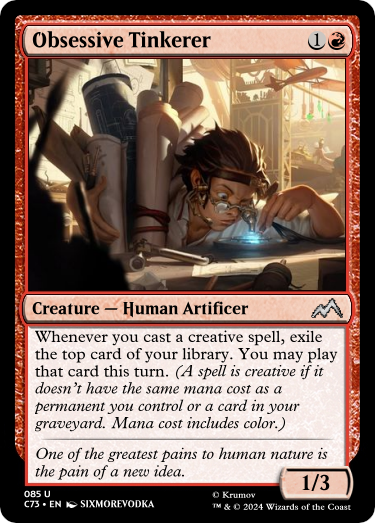 Obsessive Tinkerer 1
Creature — Human Artificer
Whenever you cast a creative spell, exile
the top card of your library. You may play
that card this turn. (A spell is creative if it
doesn't have the same mana cost as a
permanent you control or a card in your
graveyard. Mana cost includes color.)
One of the greatest pains to human nature is
the pain of a new idea.
1/3
085 U
C73 • EN SIXMOREVODKA
© Krumov
™ & © 2024 Wizards of the Coast